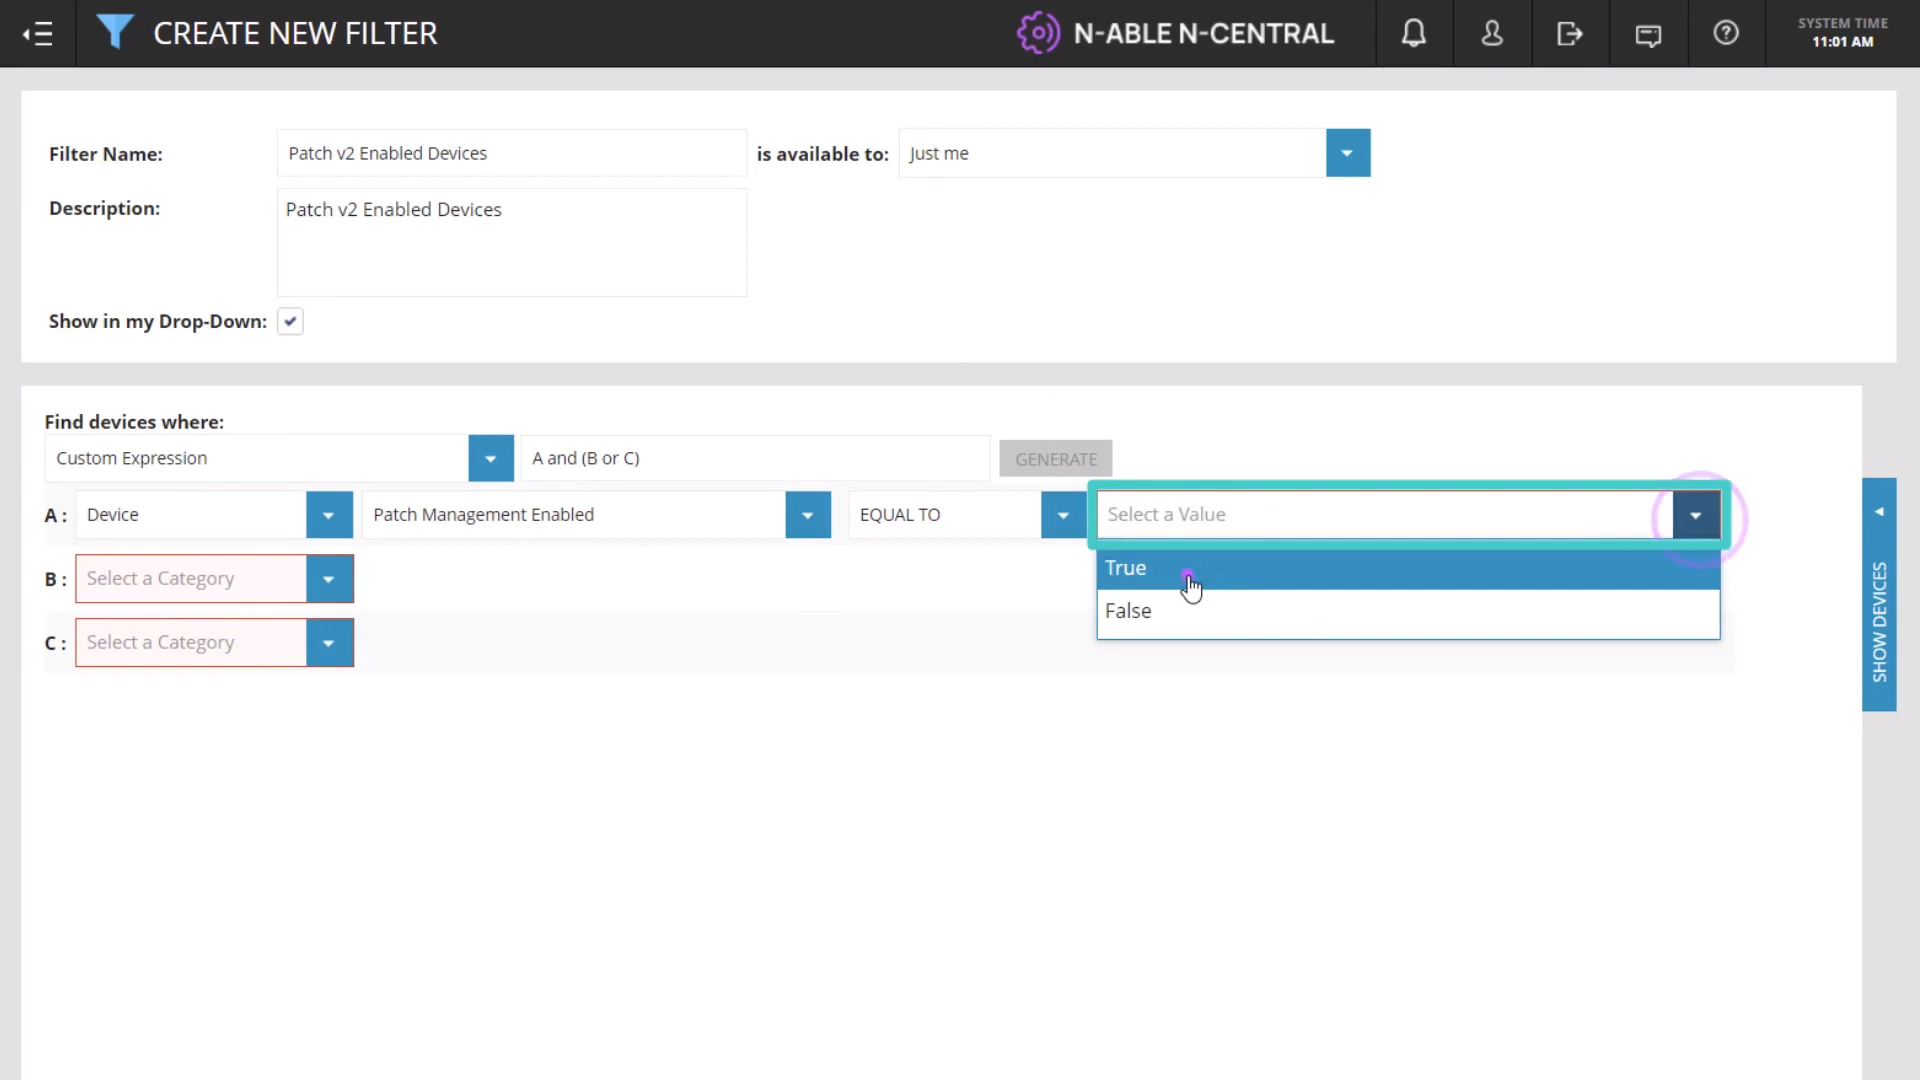 CREATE NEW FILTER
N-ABLE N-CENTRAL
SYSTEM TIME
11:01 AM
Filter Name:
Patch v2 Enabled Devices
is available to:
Just me
Description:
Patch v2 Enabled Devices
Show in my Drop-Down:
Find devices where:
Custom Expression
A and (B or C)
GENERATE
A :
Device
Patch Management Enabled
EQUAL TO
Select a Value
True
False
B :
Select a Category
C :
Select a Category
SHOW DEVICES